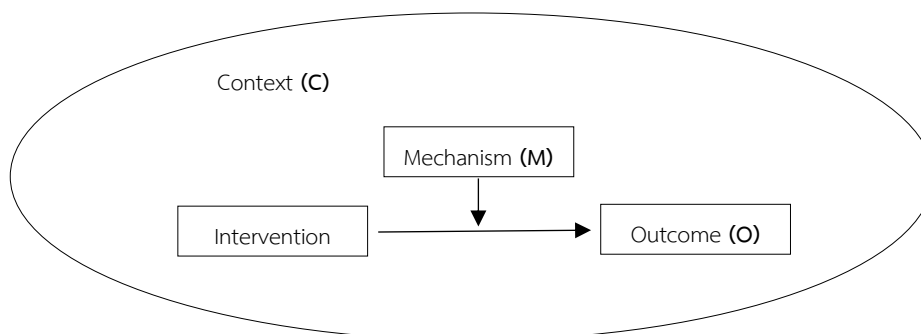 Context (C)
Mechanism (M)
Intervention
Outcome (O)